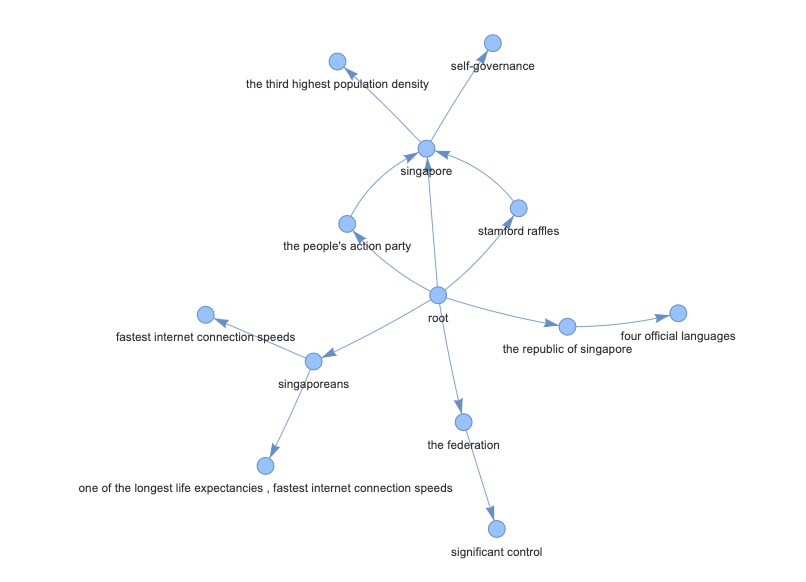 self-governance
the third highest population density
singapore
stamford raffles
the people's action party
root
fastest internet connection speeds
four official languages
the republic of singapore
singaporeans
the federation
one of the longest life expectancies , fastest internet connection speeds
significant control